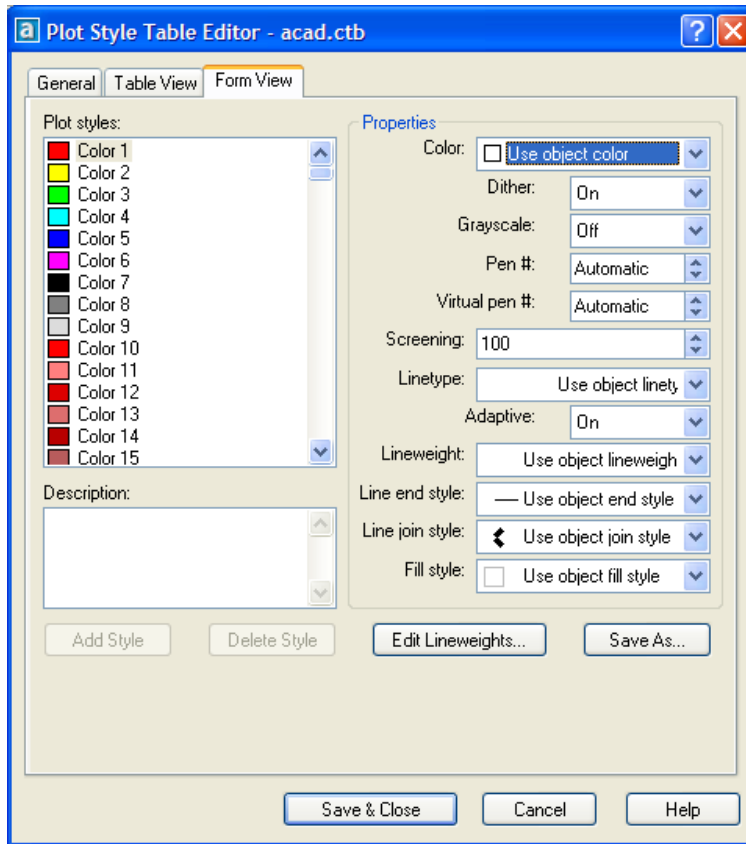 a Plot Style Table Editor - acad.ctb ? X
General Table View Form View
Plot styles:
Color 1
Color 2
Color 3
Color 4
Color 5
Color 6
Color 7
Color 8
Color 9
Color 10
Color 11
Color 12
Color 13
Color 14
Color 15
Description:
Add Style Delete Style
Properties
Color: Use object color
Dither: On
Grayscale: Off
Pen #: Automatic
Virtual pen #: Automatic
Screening: 100
Linetype: Use object linety
Adaptive: On
Lineweight: Use object lineweigh
Line end style: Use object end style
Line join style: Use object join style
Fill style: Use object fill style
Edit Lineweights... Save As...
Save & Close Cancel Help